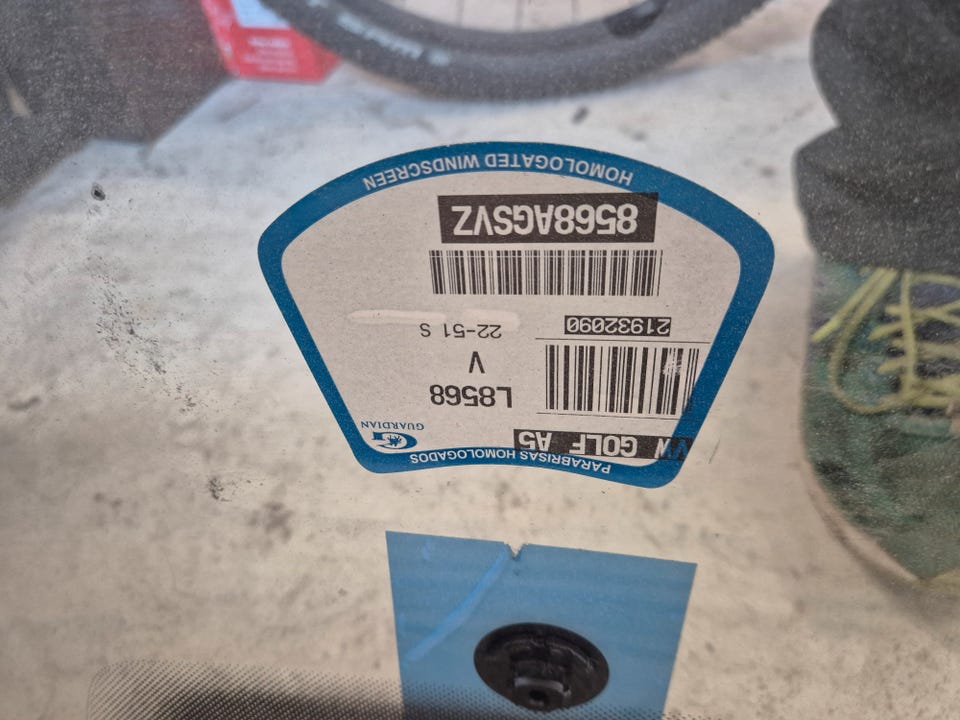 PARABRISAS HOMOLOGADOS
VW GOLF A5
GUARDIAN
L8568
V
22-51 S
21932090
8568AGSVZ
HOMOLOGATED WINDSCREEN